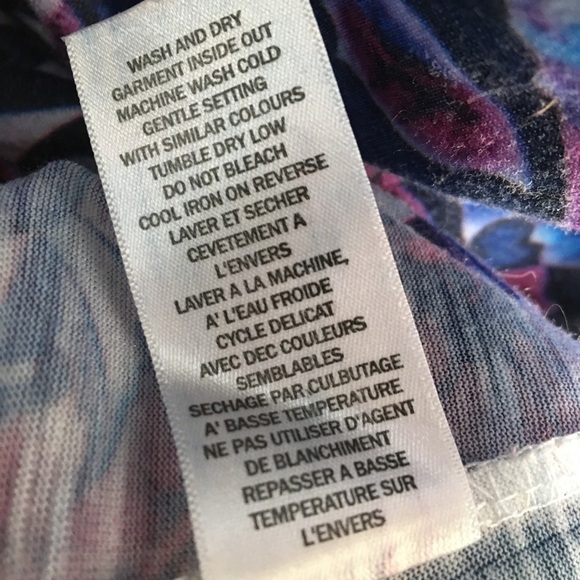 WASH AND DRY
GARMENT INSIDE OUT
MACHINE WASH COLD
GENTLE SETTING
WITH SIMILAR COLOURS
TUMBLE DRY LOW
DO NOT BLEACH
COOL IRON ON REVERSE
LAVER ET SECHER
CEVETEMENT A
L'ENVERS
LAVER A LA MACHINE,
A' L'EAU FROIDE
CYCLE DELICAT
AVEC DEC COULEURS
SEMBLABLES
SECHAGE PAR CULBUTAGE
A' BASSE TEMPERATURE
NE PAS UTILISER D'AGENT
DE BLANCHIMENT
REPASSER A BASSE
TEMPERATURE SUR
L'ENVERS